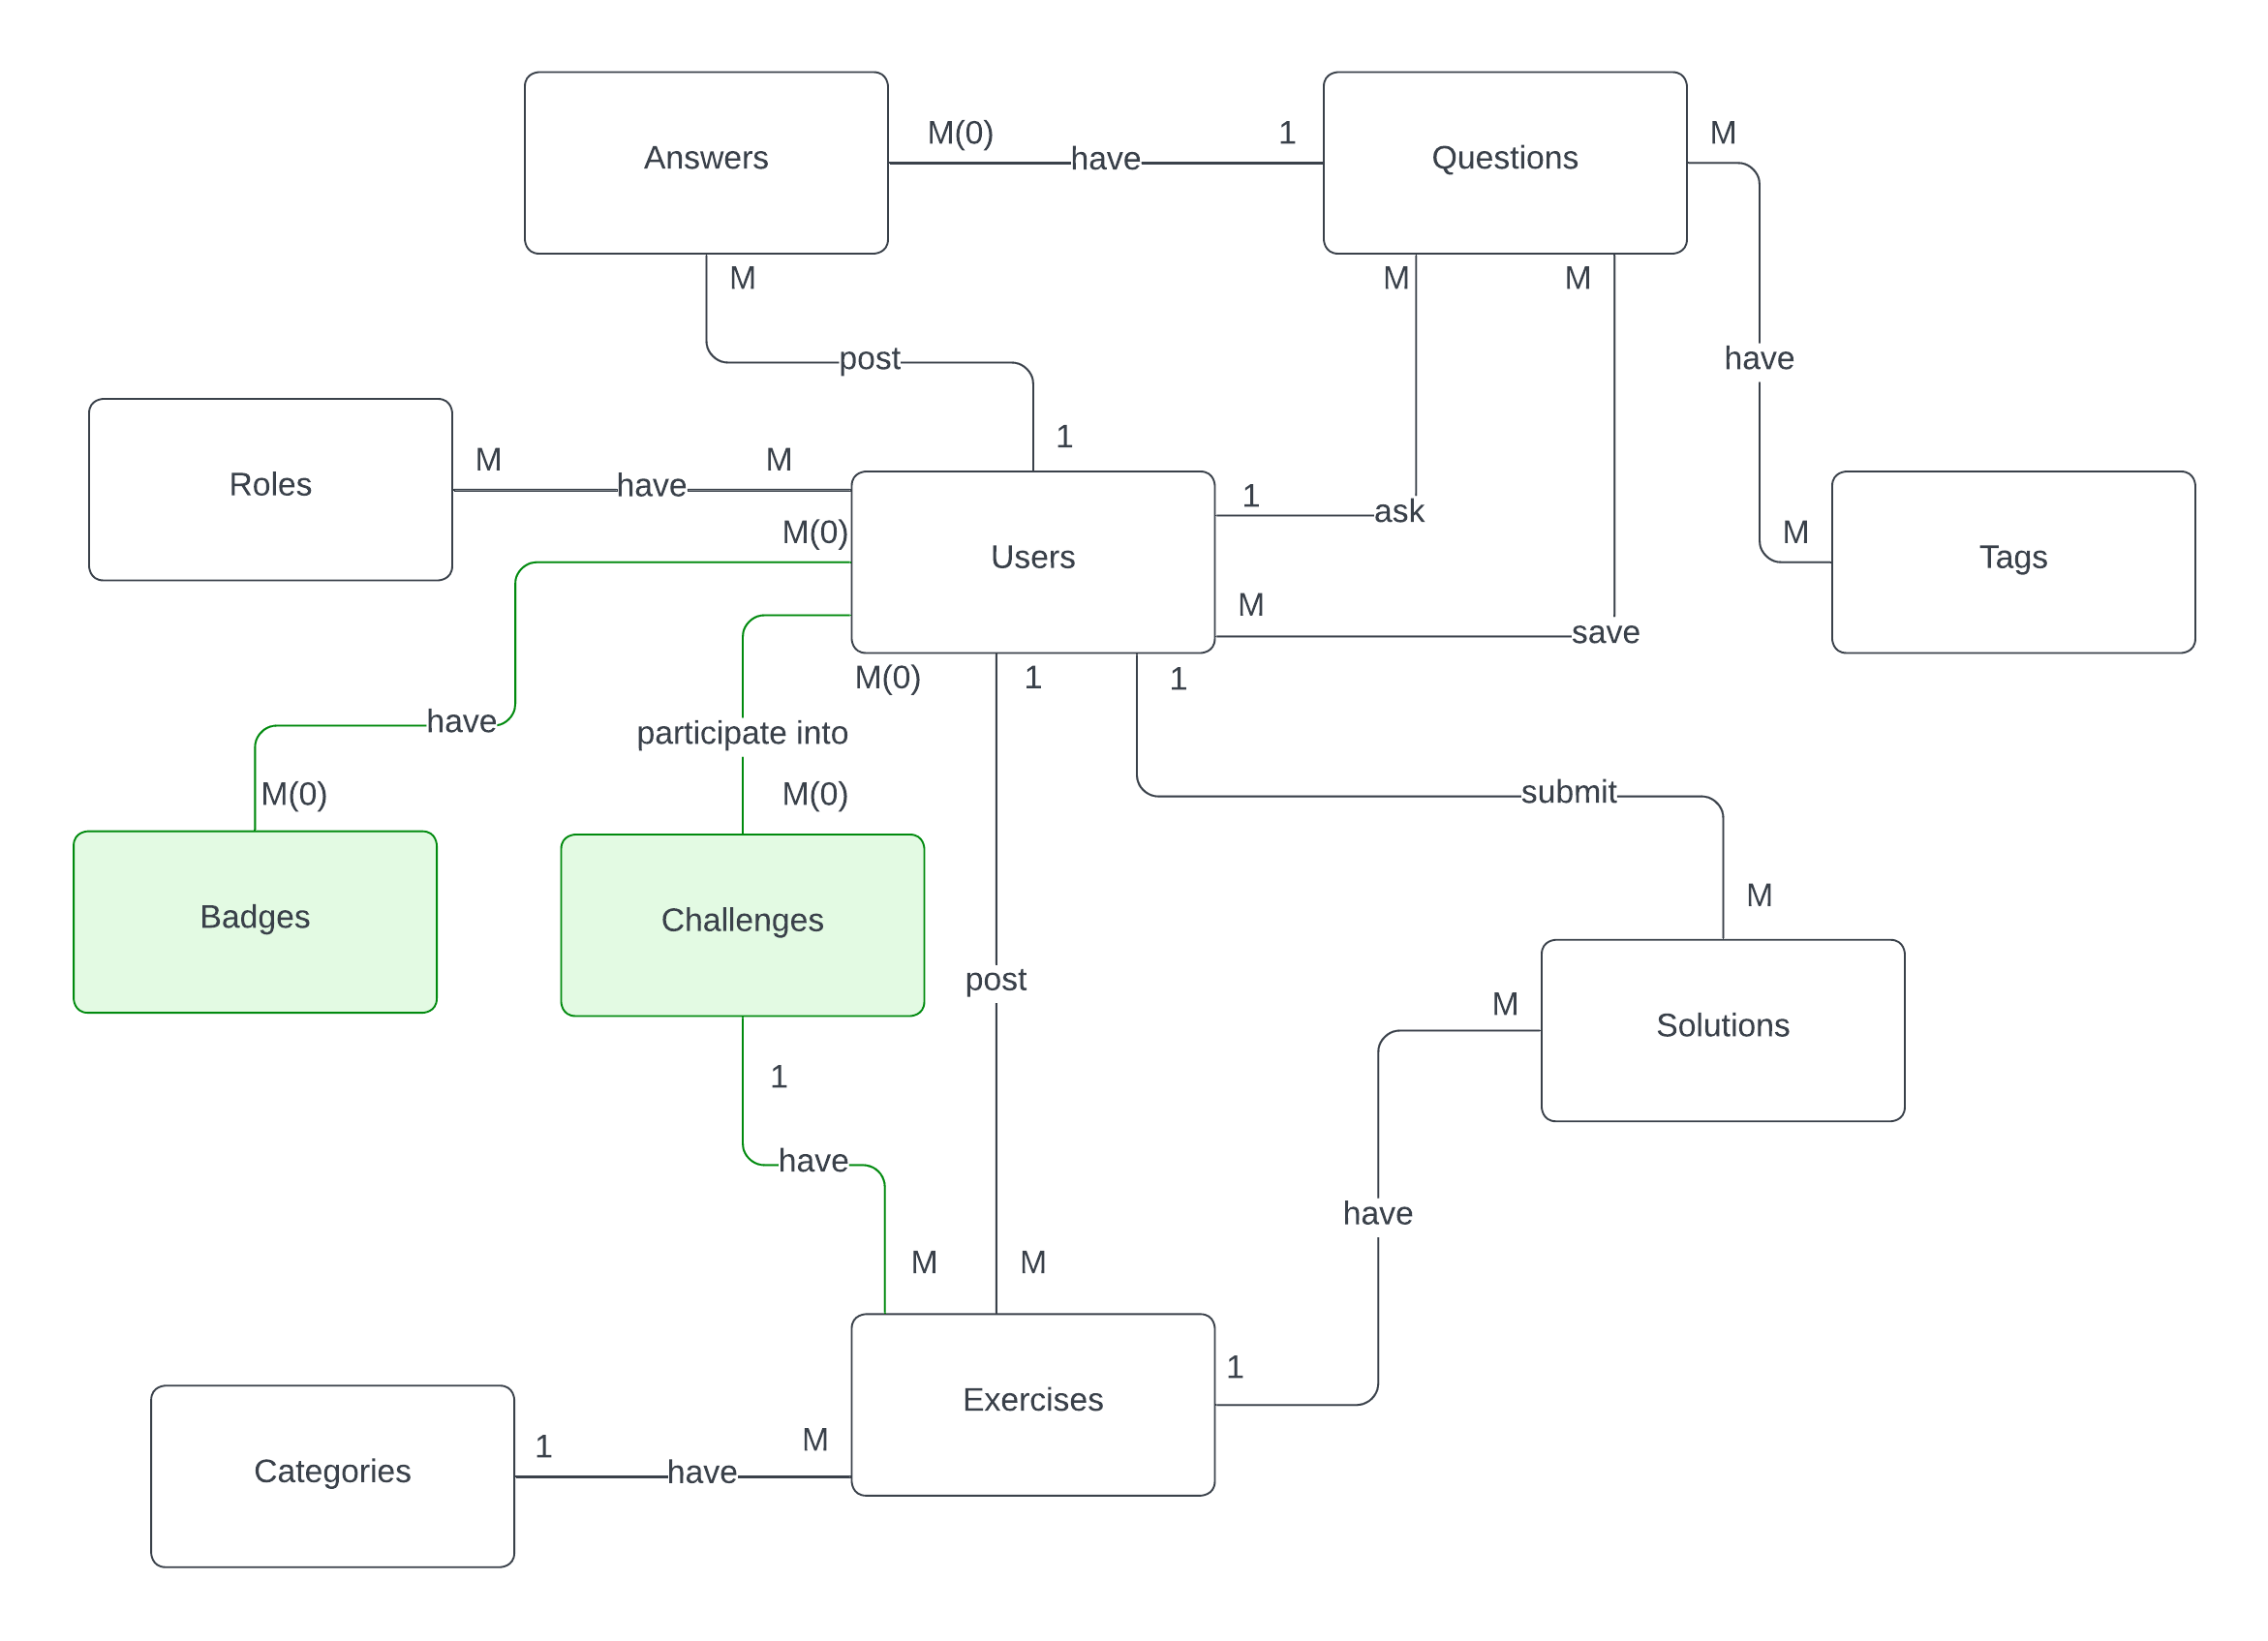 M(0)
1
M
Answers
have
Questions
M
M
M
post
have
1
M
M
Roles
have
1
ask
M(0)
M
Users
Tags
M
save
M(0)
1
1
have
participate into
M(0)
M(0)
submit
M
Badges
Challenges
post
M
Solutions
1
have
have
M
M
1
Exercises
M
1
Categories
have